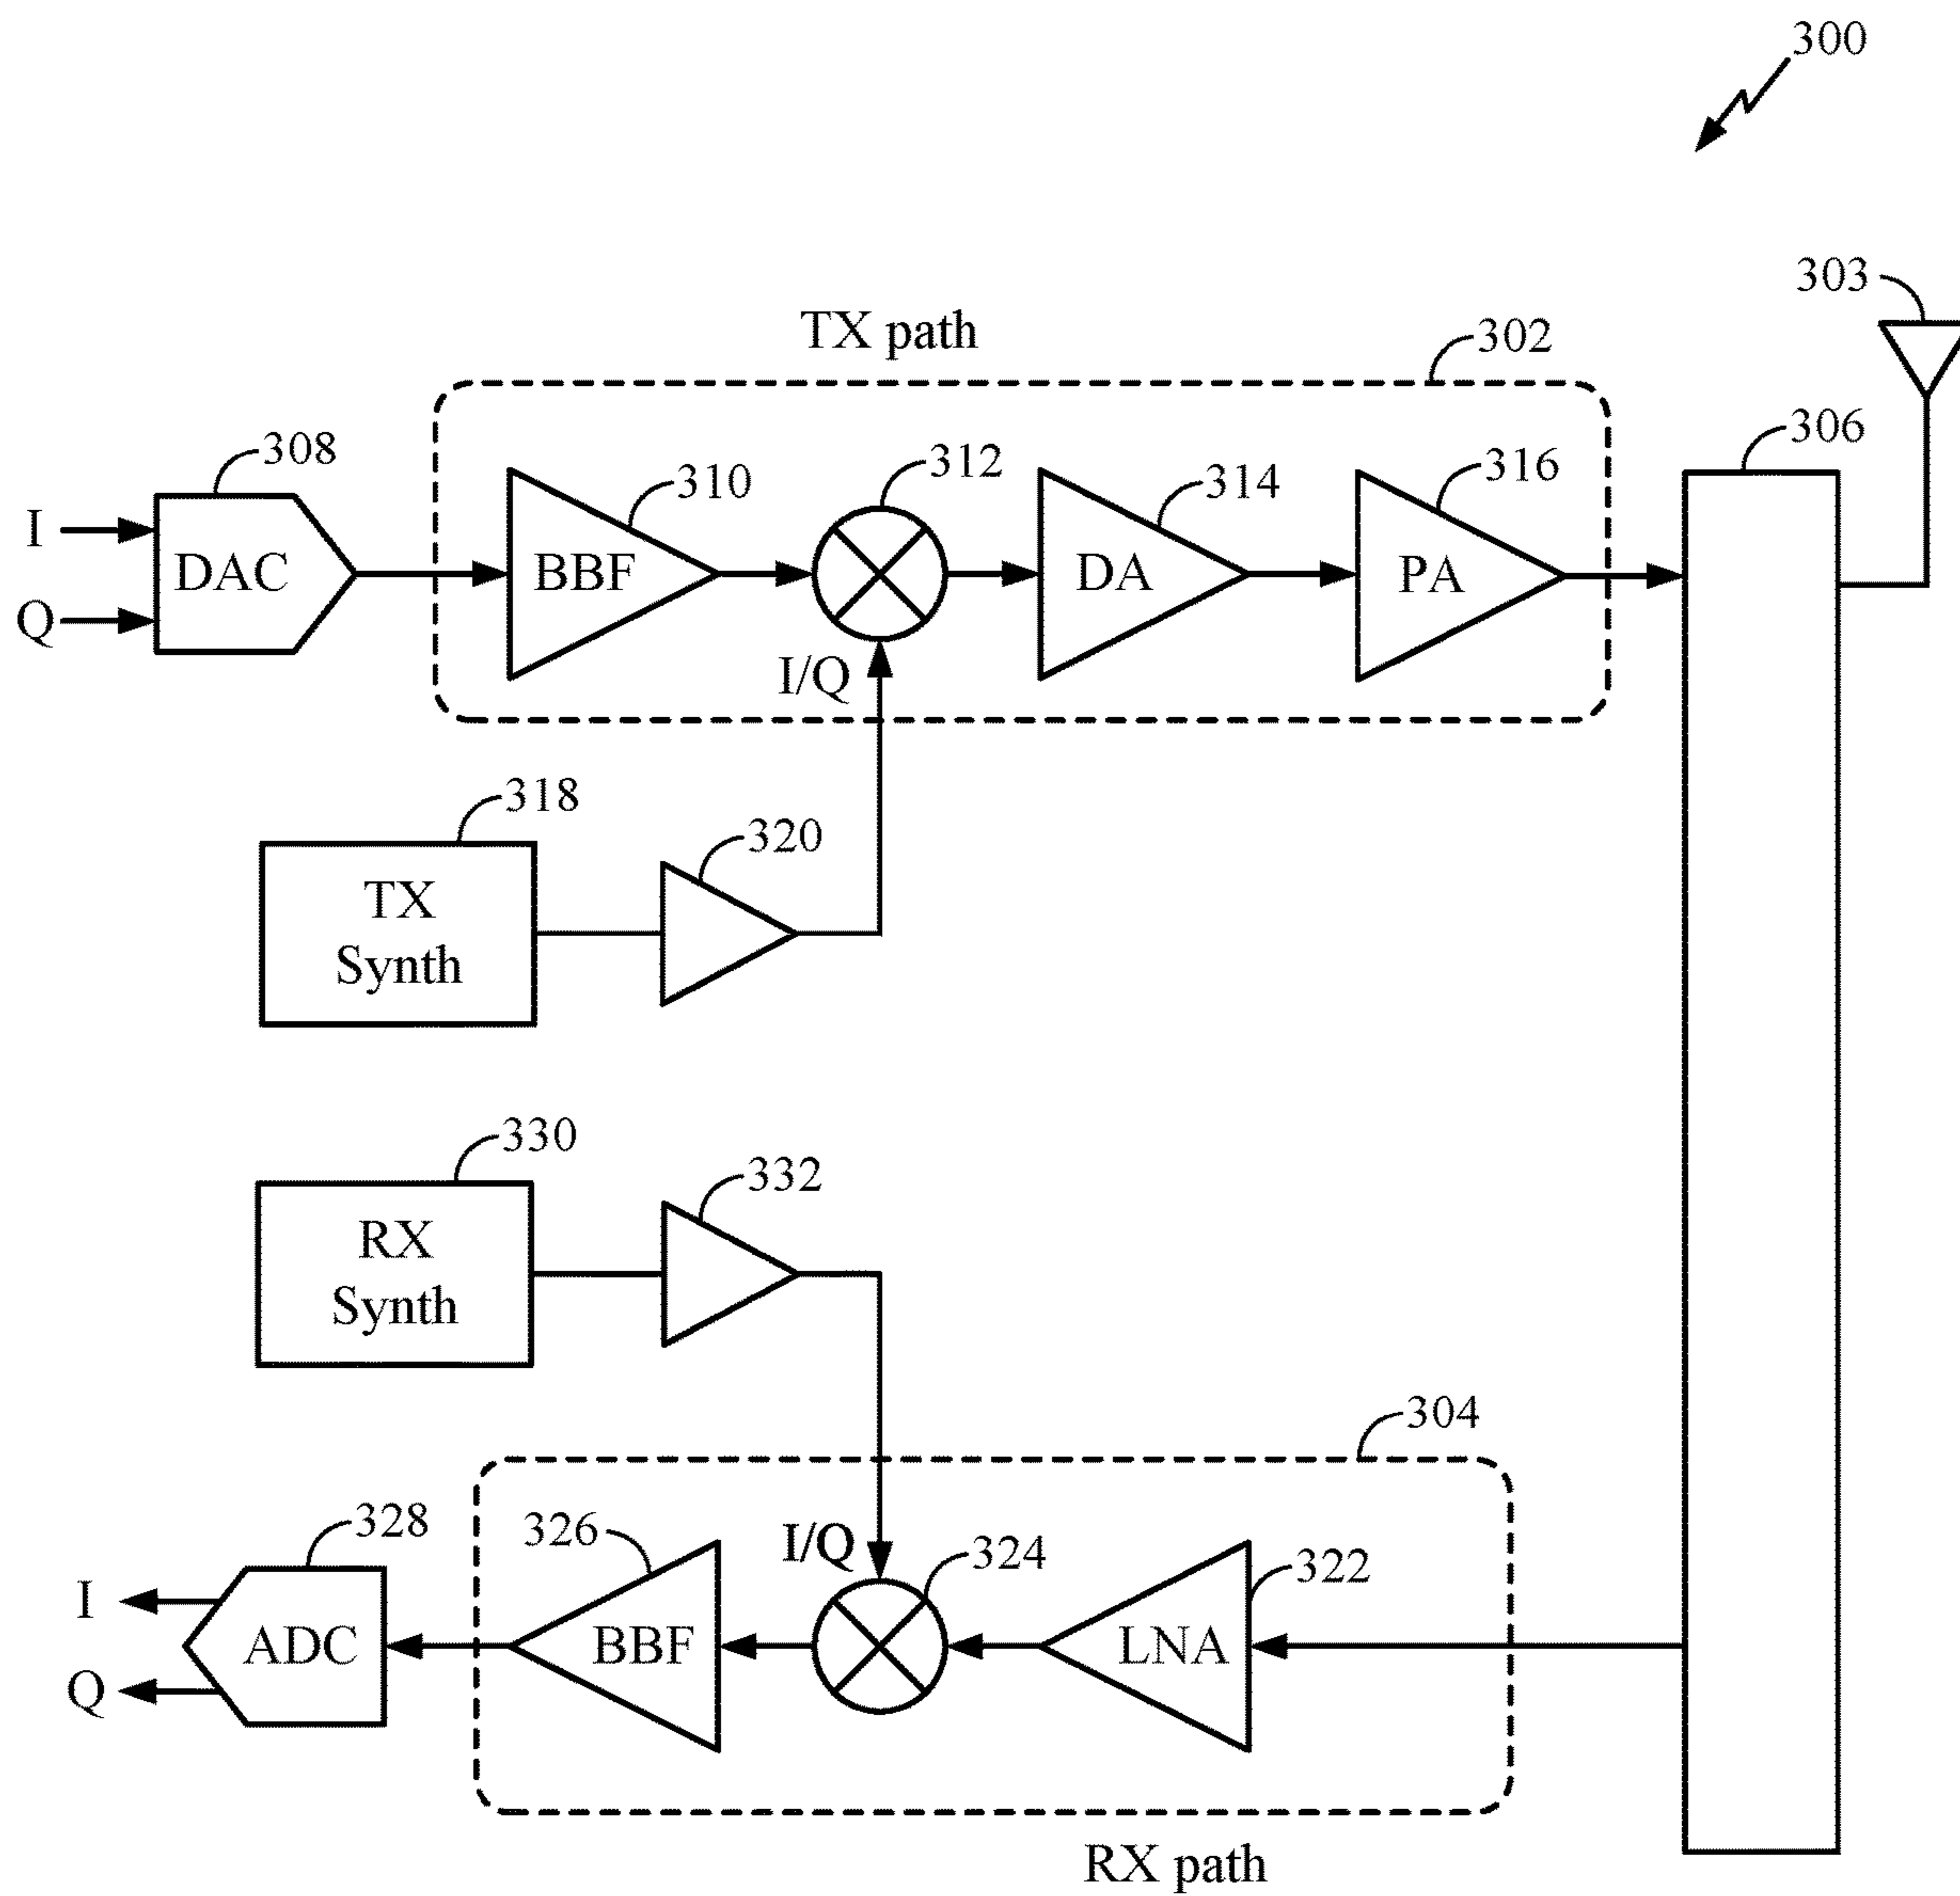 300
303
TX path
302
306
308
310
312
314
316
I
DAC
BBF
DA
PA
Q
I/Q
318
320
TX
Synth
330
332
RX
Synth
304
328
326
I/Q
324
322
I
ADC
BBF
LNA
Q
RX path